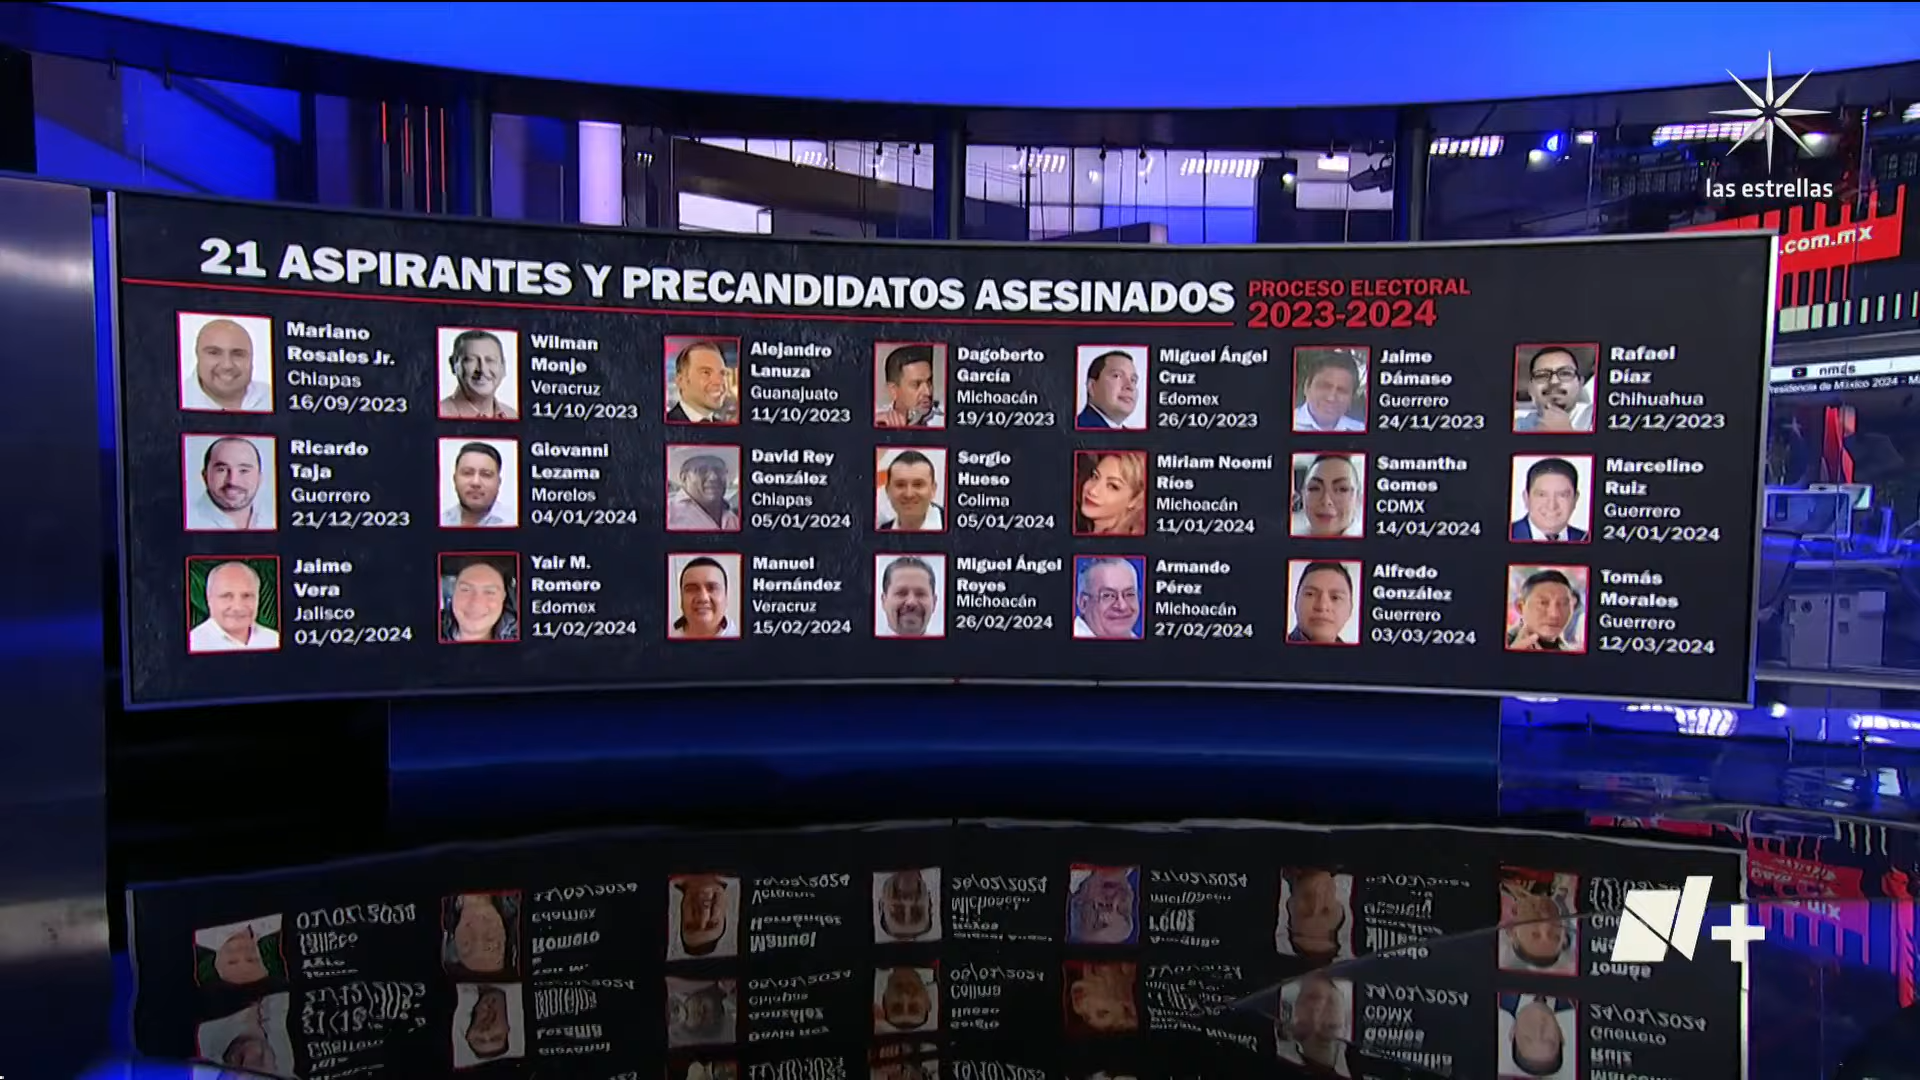 las estrellas
.com.mx
21 ASPIRANTES Y PRECANDIDATOS ASESINADOS
PROCESO ELECTORAL
2023-2024
Mariano
Rosales Jr.
Chiapas
16/09/2023
Wilman
Monje
Veracruz
11/10/2023
Alejandro
Lanuza
Guanajuato
11/10/2023
Dagoberto
García
Michoacán
19/10/2023
Miguel Ángel
Cruz
Edomex
26/10/2023
Jaime
Dámaso
Guerrero
24/11/2023
Rafael
Díaz
Chihuahua
12/12/2023
nmás
Presidencia de México 2024
Ricardo
Taja
Guerrero
21/12/2023
Giovanni
Lezama
Morelos
04/01/2024
David Rey
González
Chiapas
05/01/2024
Sergio
Hueso
Colima
05/01/2024
Miriam Noemí
Ríos
Michoacán
11/01/2024
Samantha
Gomes
CDMX
14/01/2024
Marcelino
Ruiz
Guerrero
24/01/2024
Jaime
Vera
Jalisco
01/02/2024
Yair M.
Romero
Edomex
11/02/2024
Manuel
Hernández
Veracruz
15/02/2024
Miguel Ángel
Reyes
Michoacán
26/02/2024
Armando
Pérez
Michoacán
27/02/2024
Alfredo
González
Guerrero
03/03/2024
Tomás
Morales
Guerrero
12/03/2024
N+